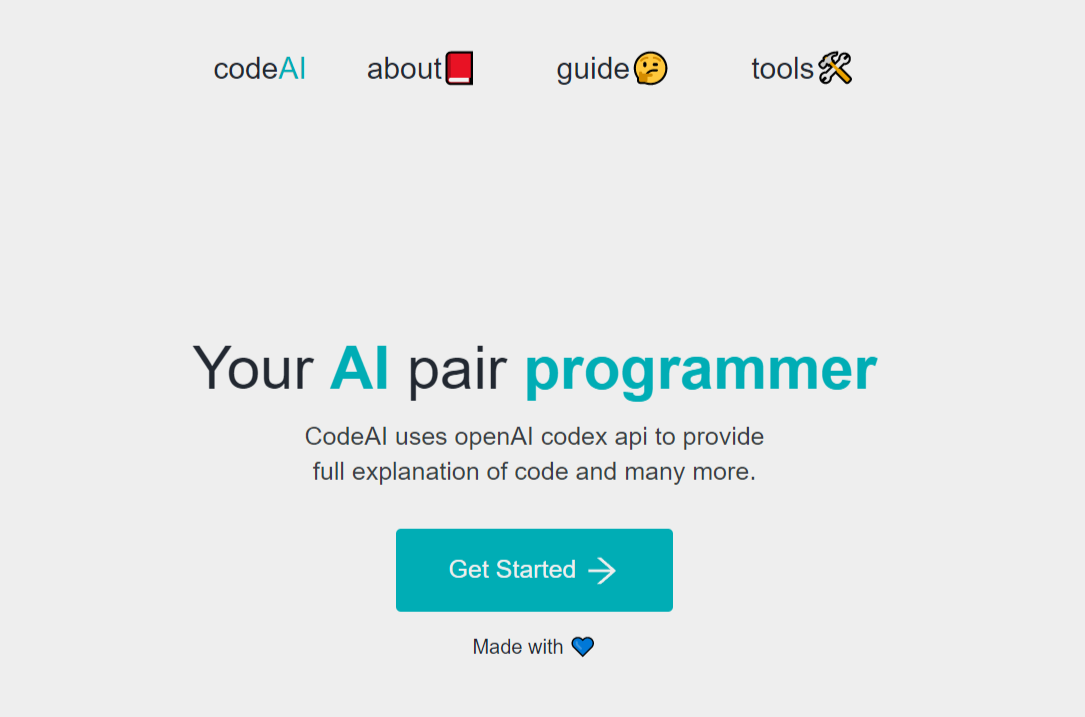 codeAI about📕 guide🤔 tools🛠
Your AI pair programmer
CodeAI uses openAI codex api to provide
full explanation of code and many more.
Get Started →
Made with 💙